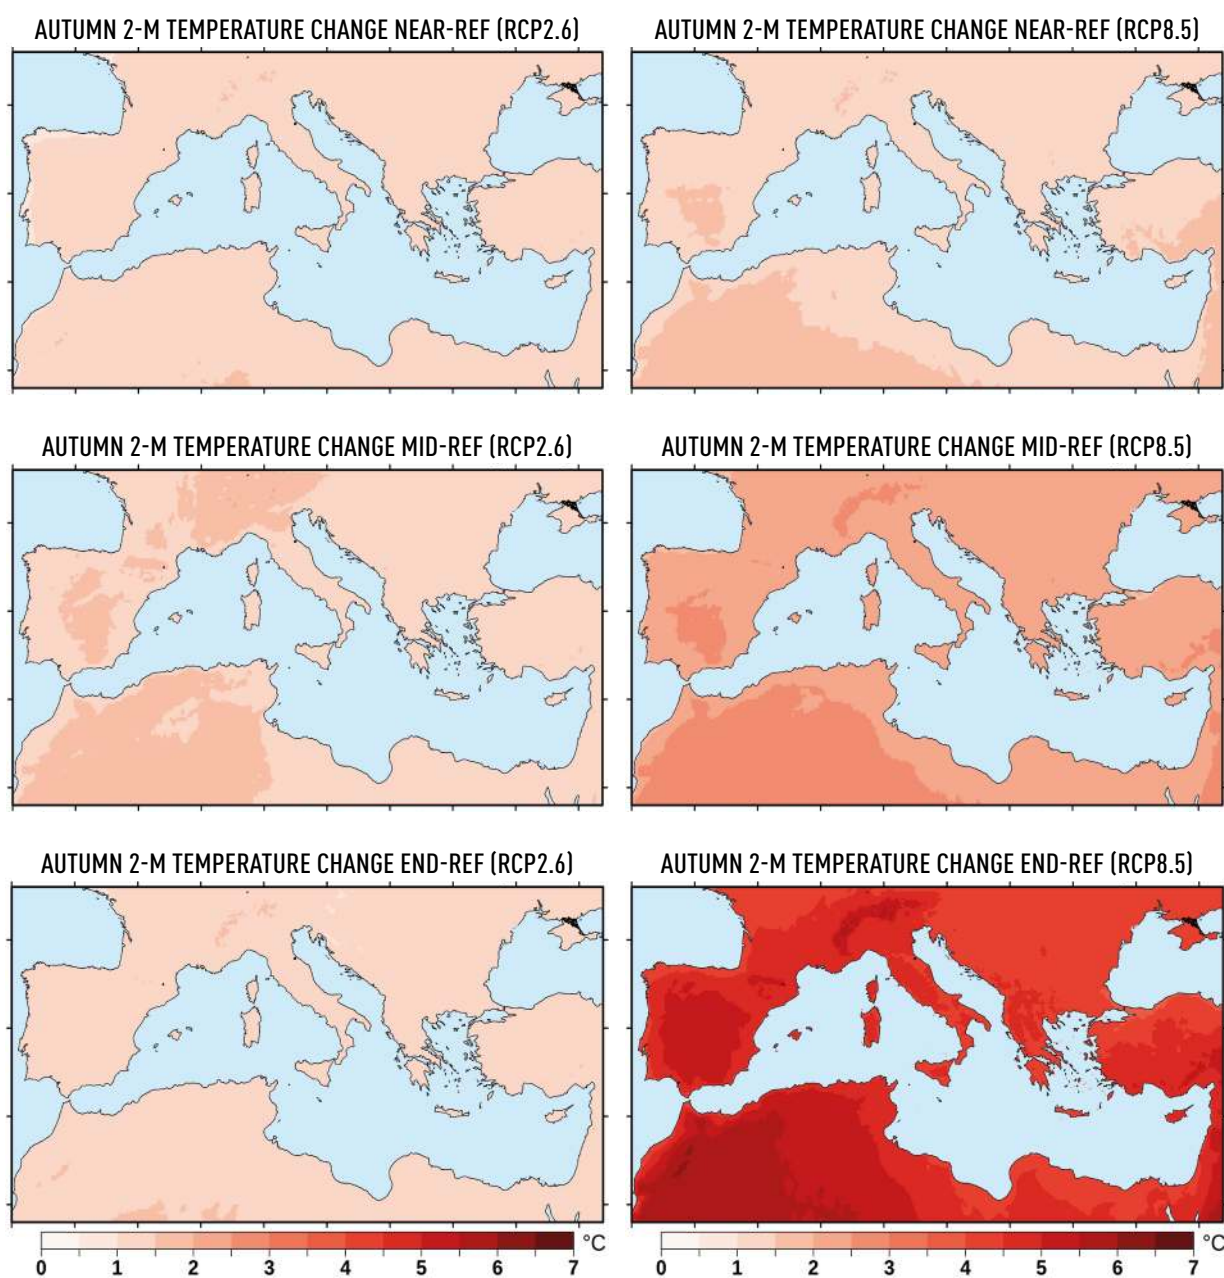 AUTUMN 2-M TEMPERATURE CHANGE NEAR-REF (RCP2.6)
AUTUMN 2-M TEMPERATURE CHANGE NEAR-REF (RCP8.5)
AUTUMN 2-M TEMPERATURE CHANGE MID-REF (RCP2.6)
AUTUMN 2-M TEMPERATURE CHANGE MID-REF (RCP8.5)
AUTUMN 2-M TEMPERATURE CHANGE END-REF (RCP2.6)
AUTUMN 2-M TEMPERATURE CHANGE END-REF (RCP8.5)
°C
0 1 2 3 4 5 6 7
°C
0 1 2 3 4 5 6 7